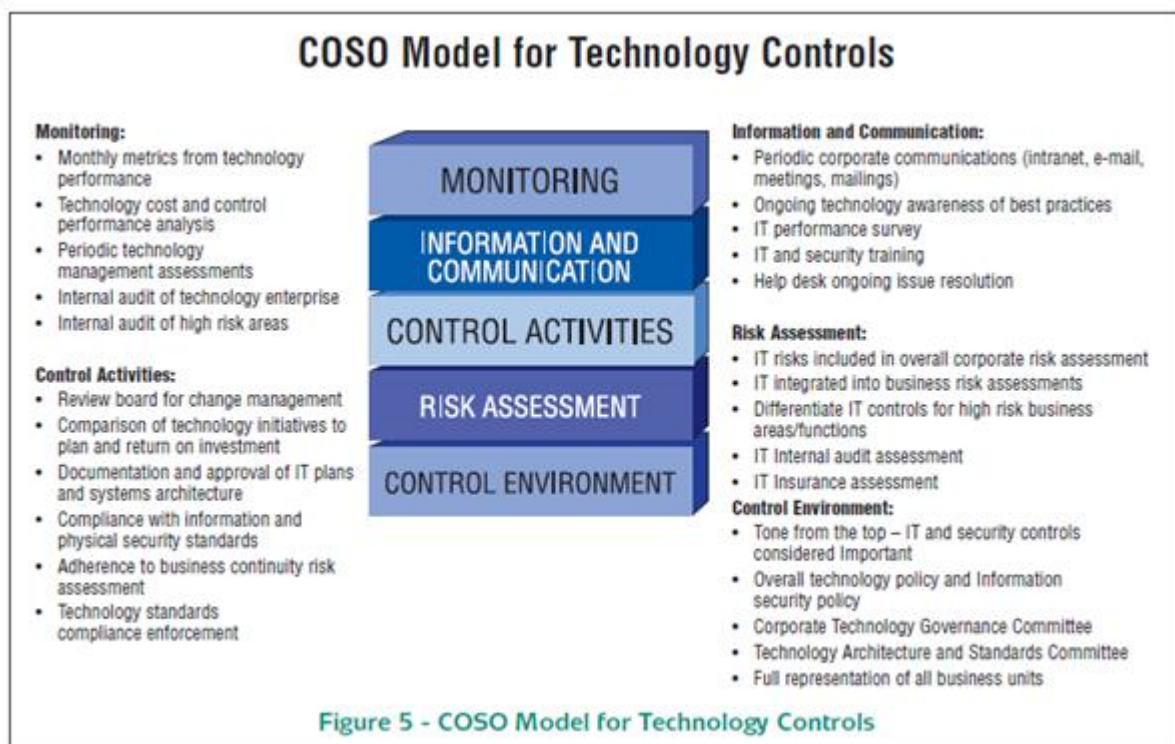 COSO Model for Technology Controls
Monitoring:
• Monthly metrics from technology
performance
• Technology cost and control
performance analysis
• Periodic technology
management assessments
• Internal audit of technology enterprise
• Internal audit of high risk areas
Control Activities:
• Review board for change management
• Comparison of technology initiatives to
plan and return on investment
• Documentation and approval of IT plans
and systems architecture
• Compliance with information and
physical security standards
• Adherence to business continuity risk
assessment
• Technology standards
compliance enforcement
MONITORING
INFORMATION AND
COMMUNICATION
CONTROL ACTIVITIES
RISK ASSESSMENT
CONTROL ENVIRONMENT
Information and Communication:
• Periodic corporate communications (intranet, e-mail,
meetings, mailings)
• Ongoing technology awareness of best practices
• IT performance survey
• IT and security training
• Help desk ongoing issue resolution
Risk Assessment:
• IT risks included in overall corporate risk assessment
• IT integrated into business risk assessments
• Differentiate IT controls for high risk business
areas/functions
• IT Internal audit assessment
• IT Insurance assessment
Control Environment:
• Tone from the top – IT and security controls
considered Important
• Overall technology policy and Information
security policy
• Corporate Technology Governance Committee
• Technology Architecture and Standards Committee
• Full representation of all business units
Figure 5 - COSO Model for Technology Controls